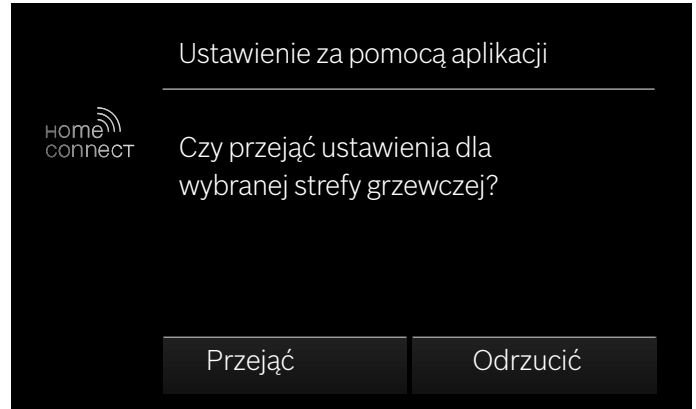 Ustawienie za pomocą aplikacji
Home
connect
Czy przejąć ustawienia dla
wybranej strefy grzewczej?
Przejąć
Odrzucić